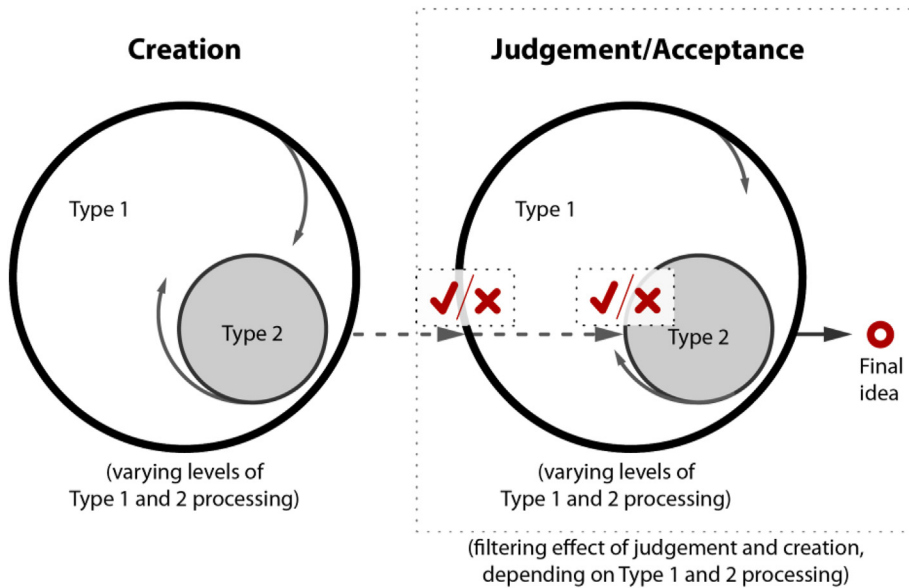 Creation
Type 1
Type 2
(varying levels of
Type 1 and 2 processing)
Judgement/Acceptance
Type 1
Type 2
(varying levels of
Type 1 and 2 processing)
Final
idea
(filtering effect of judgement and creation,
depending on Type 1 and 2 processing)